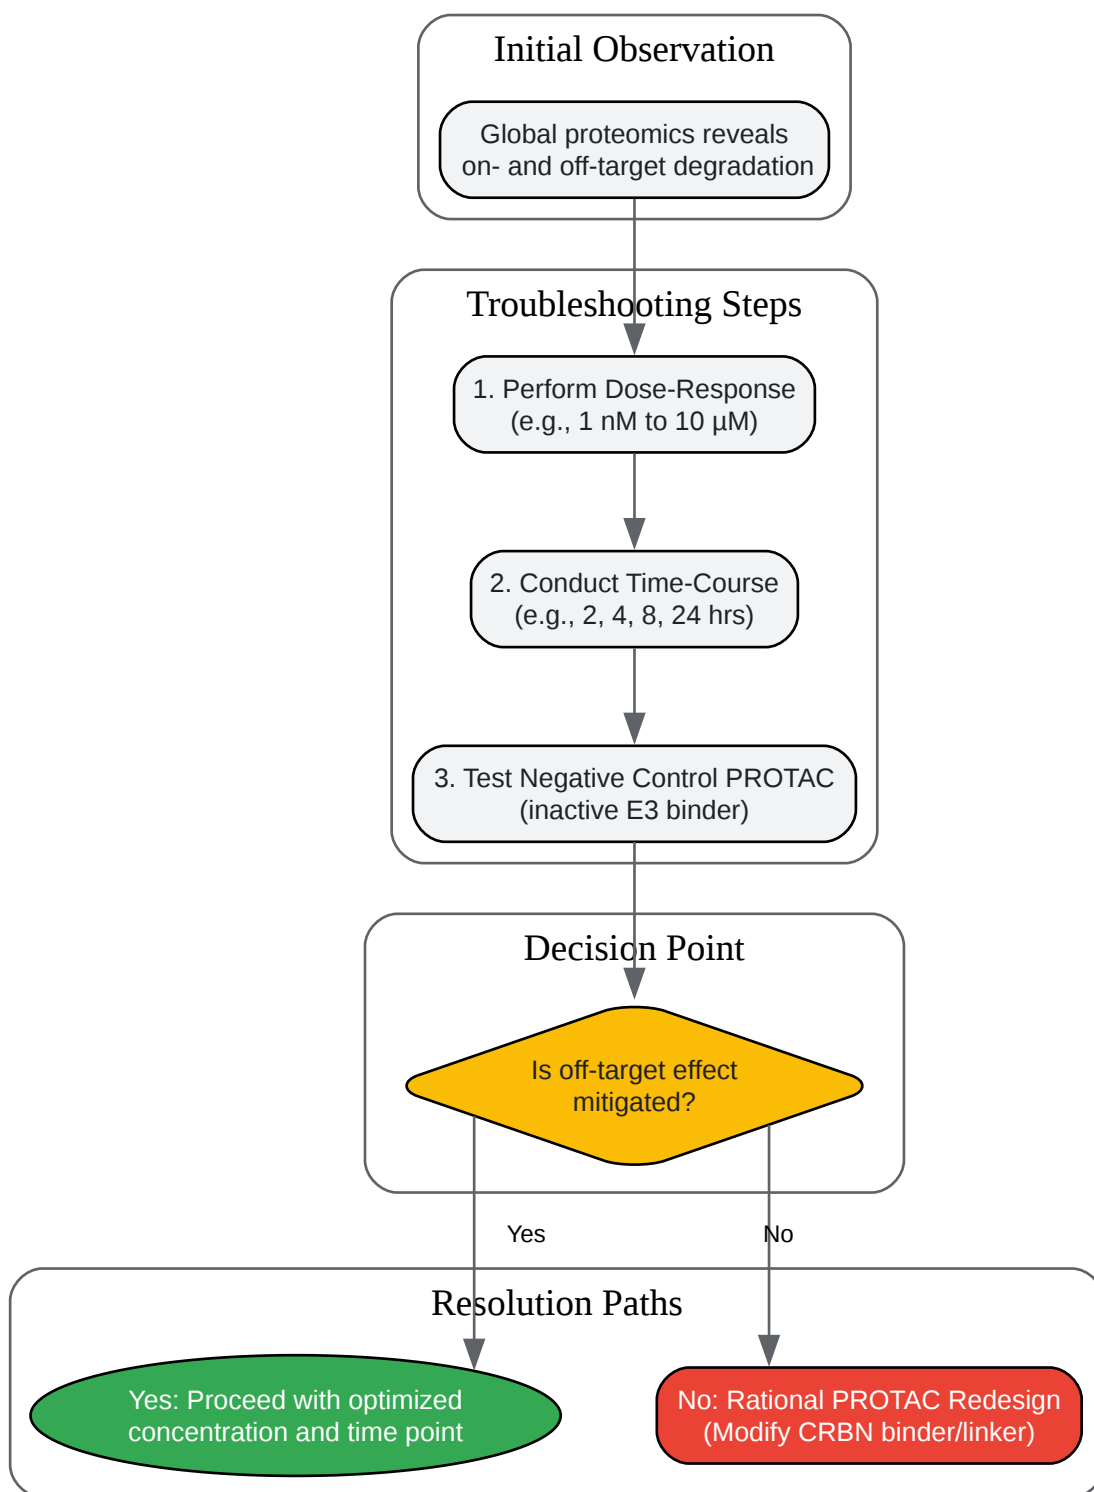 Initial Observation
Global proteomics reveals
on- and off-target degradation
Troubleshooting Steps
1. Perform Dose-Response
(e.g., 1 nM to 10 µM)
2. Conduct Time-Course
(e.g., 2, 4, 8, 24 hrs)
3. Test Negative Control PROTAC
(inactive E3 binder)
Decision Point
Is off-target effect
mitigated?
Yes
No
Resolution Paths
Yes: Proceed with optimized
concentration and time point
No: Rational PROTAC Redesign
(Modify CRBN binder/linker)